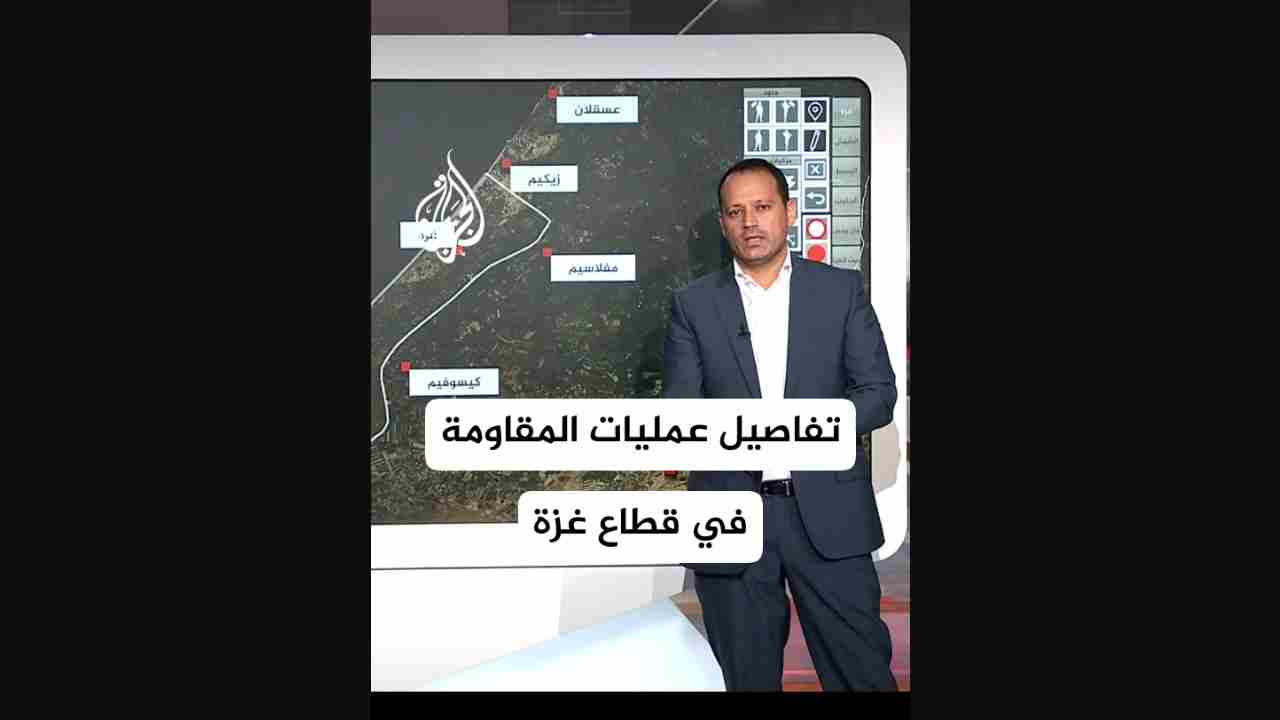 عسقلان
زيكيم
غزة
مفلاسيم
كيسوفيم
تفاصيل عمليات المقاومة
في قطاع غزة